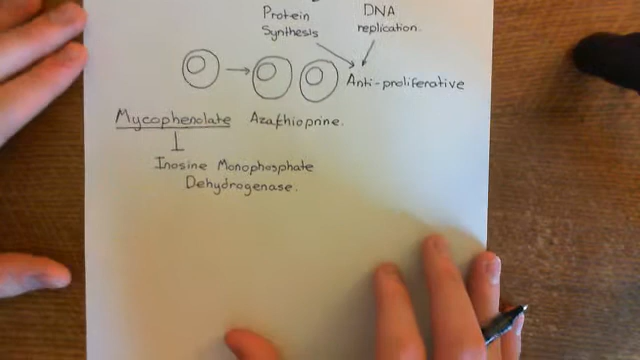 Protein
Synthesis
DNA
replication.
Anti-proliferative
Mycophenolate Azathioprine.
Inosine Monophosphate
Dehydrogenase.